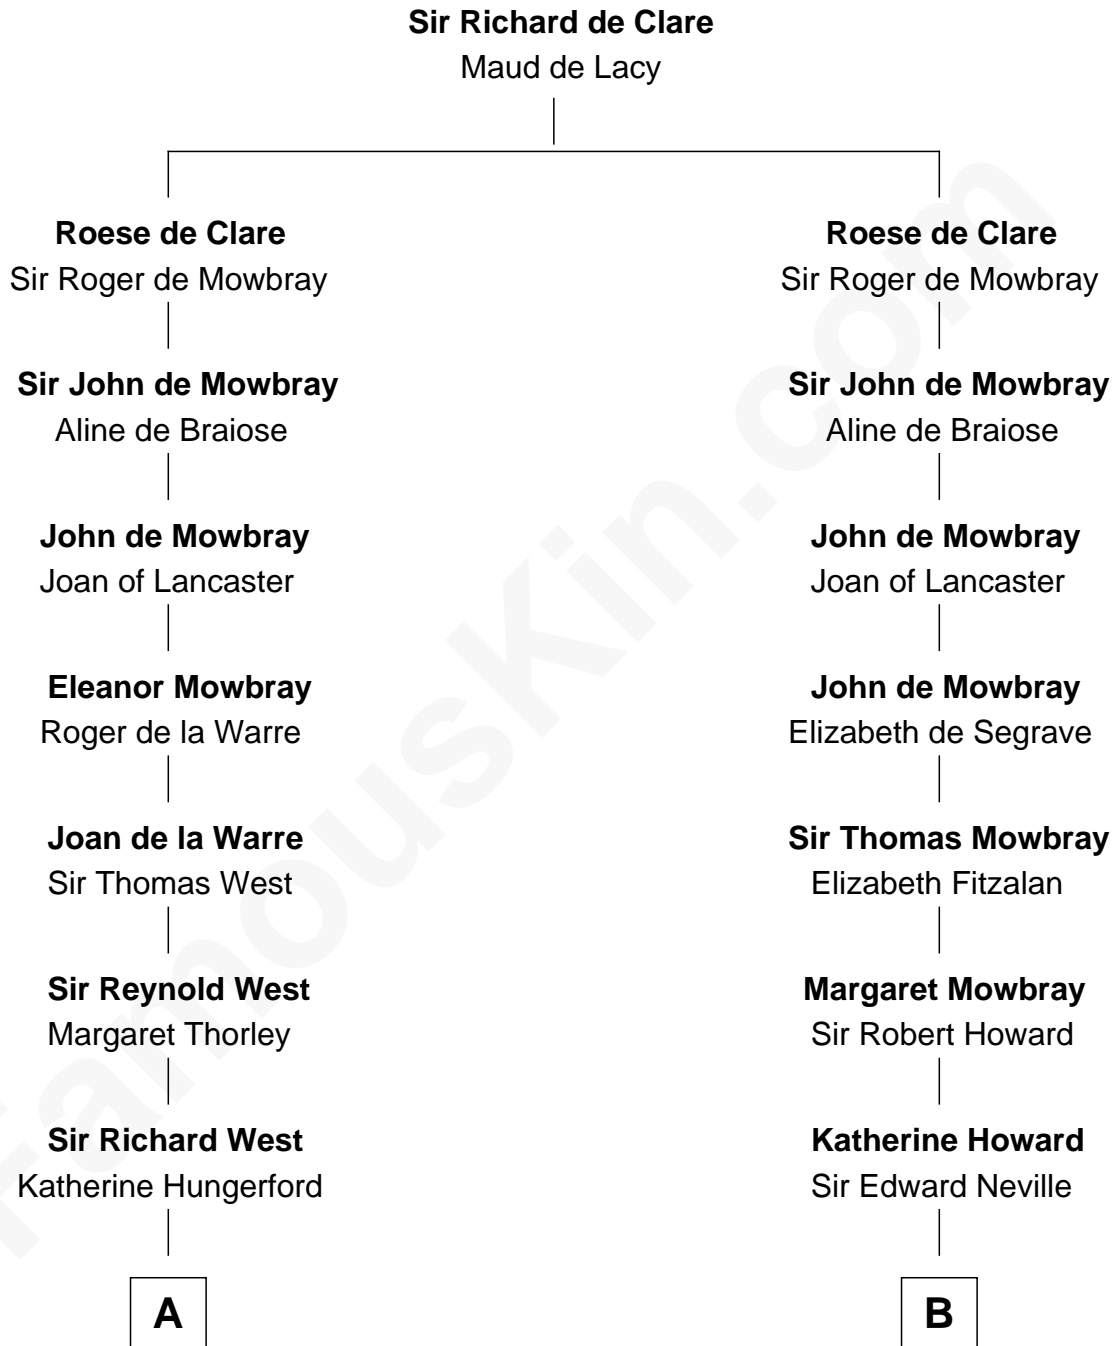 Sir Richard de Clare
Maud de Lacy
Roese de Clare
Sir Roger de Mowbray
Sir John de Mowbray
Aline de Braiose
John de Mowbray
Joan of Lancaster
Eleanor Mowbray
Roger de la Warre
Joan de la Warre
Sir Thomas West
Sir Reynold West
Margaret Thorley
Sir Richard West
Katherine Hungerford
A
Roese de Clare
Sir Roger de Mowbray
Sir John de Mowbray
Aline de Braiose
John de Mowbray
Joan of Lancaster
John de Mowbray
Elizabeth de Segrave
Sir Thomas Mowbray
Elizabeth Fitzalan
Margaret Mowbray
Sir Robert Howard
Katherine Howard
Sir Edward Neville
B
FamousKin.com